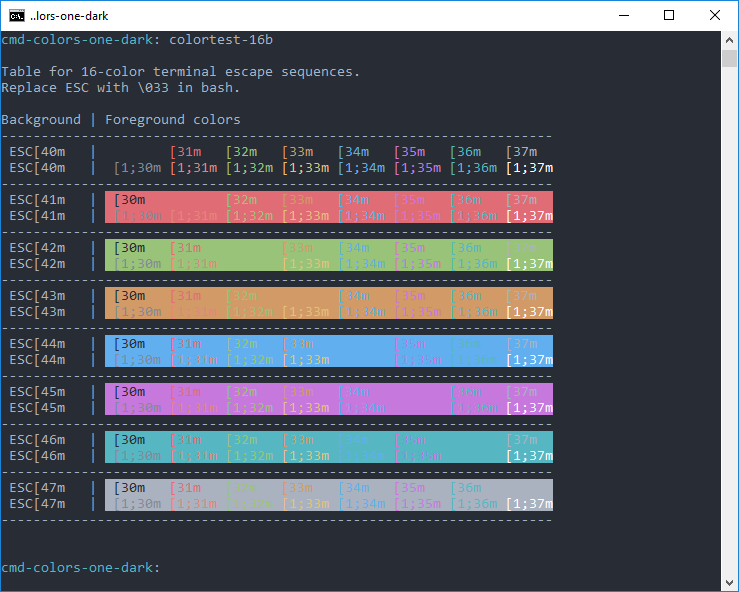 ..lors-one-dark
cmd-colors-one-dark: colortest-16b
Table for 16-color terminal escape sequences.
Replace ESC with \033 in bash.
Background | Foreground colors
---------------------------------------------------------------------
ESC[40m | [31m [32m [33m [34m [35m [36m [37m
ESC[40m | [1;30m [1;31m [1;32m [1;33m [1;34m [1;35m [1;36m [1;37m
---------------------------------------------------------------------
ESC[41m | [30m [32m [33m [34m [35m [36m [37m
ESC[41m | [1;30m [1;31m [1;32m [1;33m [1;34m [1;35m [1;36m [1;37m
---------------------------------------------------------------------
ESC[42m | [30m [31m [33m [34m [35m [36m [37m
ESC[42m | [1;30m [1;31m [1;33m [1;34m [1;35m [1;36m [1;37m
---------------------------------------------------------------------
ESC[43m | [30m [31m [32m [34m [35m [36m [37m
ESC[43m | [1;30m [1;31m [1;32m [1;33m [1;34m [1;35m [1;36m [1;37m
---------------------------------------------------------------------
ESC[44m | [30m [31m [32m [33m [35m [36m [37m
ESC[44m | [1;30m [1;31m [1;32m [1;33m [1;35m [1;36m [1;37m
---------------------------------------------------------------------
ESC[45m | [30m [31m [32m [33m [34m [36m [37m
ESC[45m | [1;30m [1;31m [1;32m [1;33m [1;34m [1;36m [1;37m
---------------------------------------------------------------------
ESC[46m | [30m [31m [32m [33m [34m [35m [37m
ESC[46m | [1;30m [1;31m [1;32m [1;33m [1;34m [1;35m [1;37m
---------------------------------------------------------------------
ESC[47m | [30m [31m [32m [33m [34m [35m [36m
ESC[47m | [1;30m [1;31m [1;32m [1;33m [1;34m [1;35m [1;36m [1;37m
---------------------------------------------------------------------
cmd-colors-one-dark: